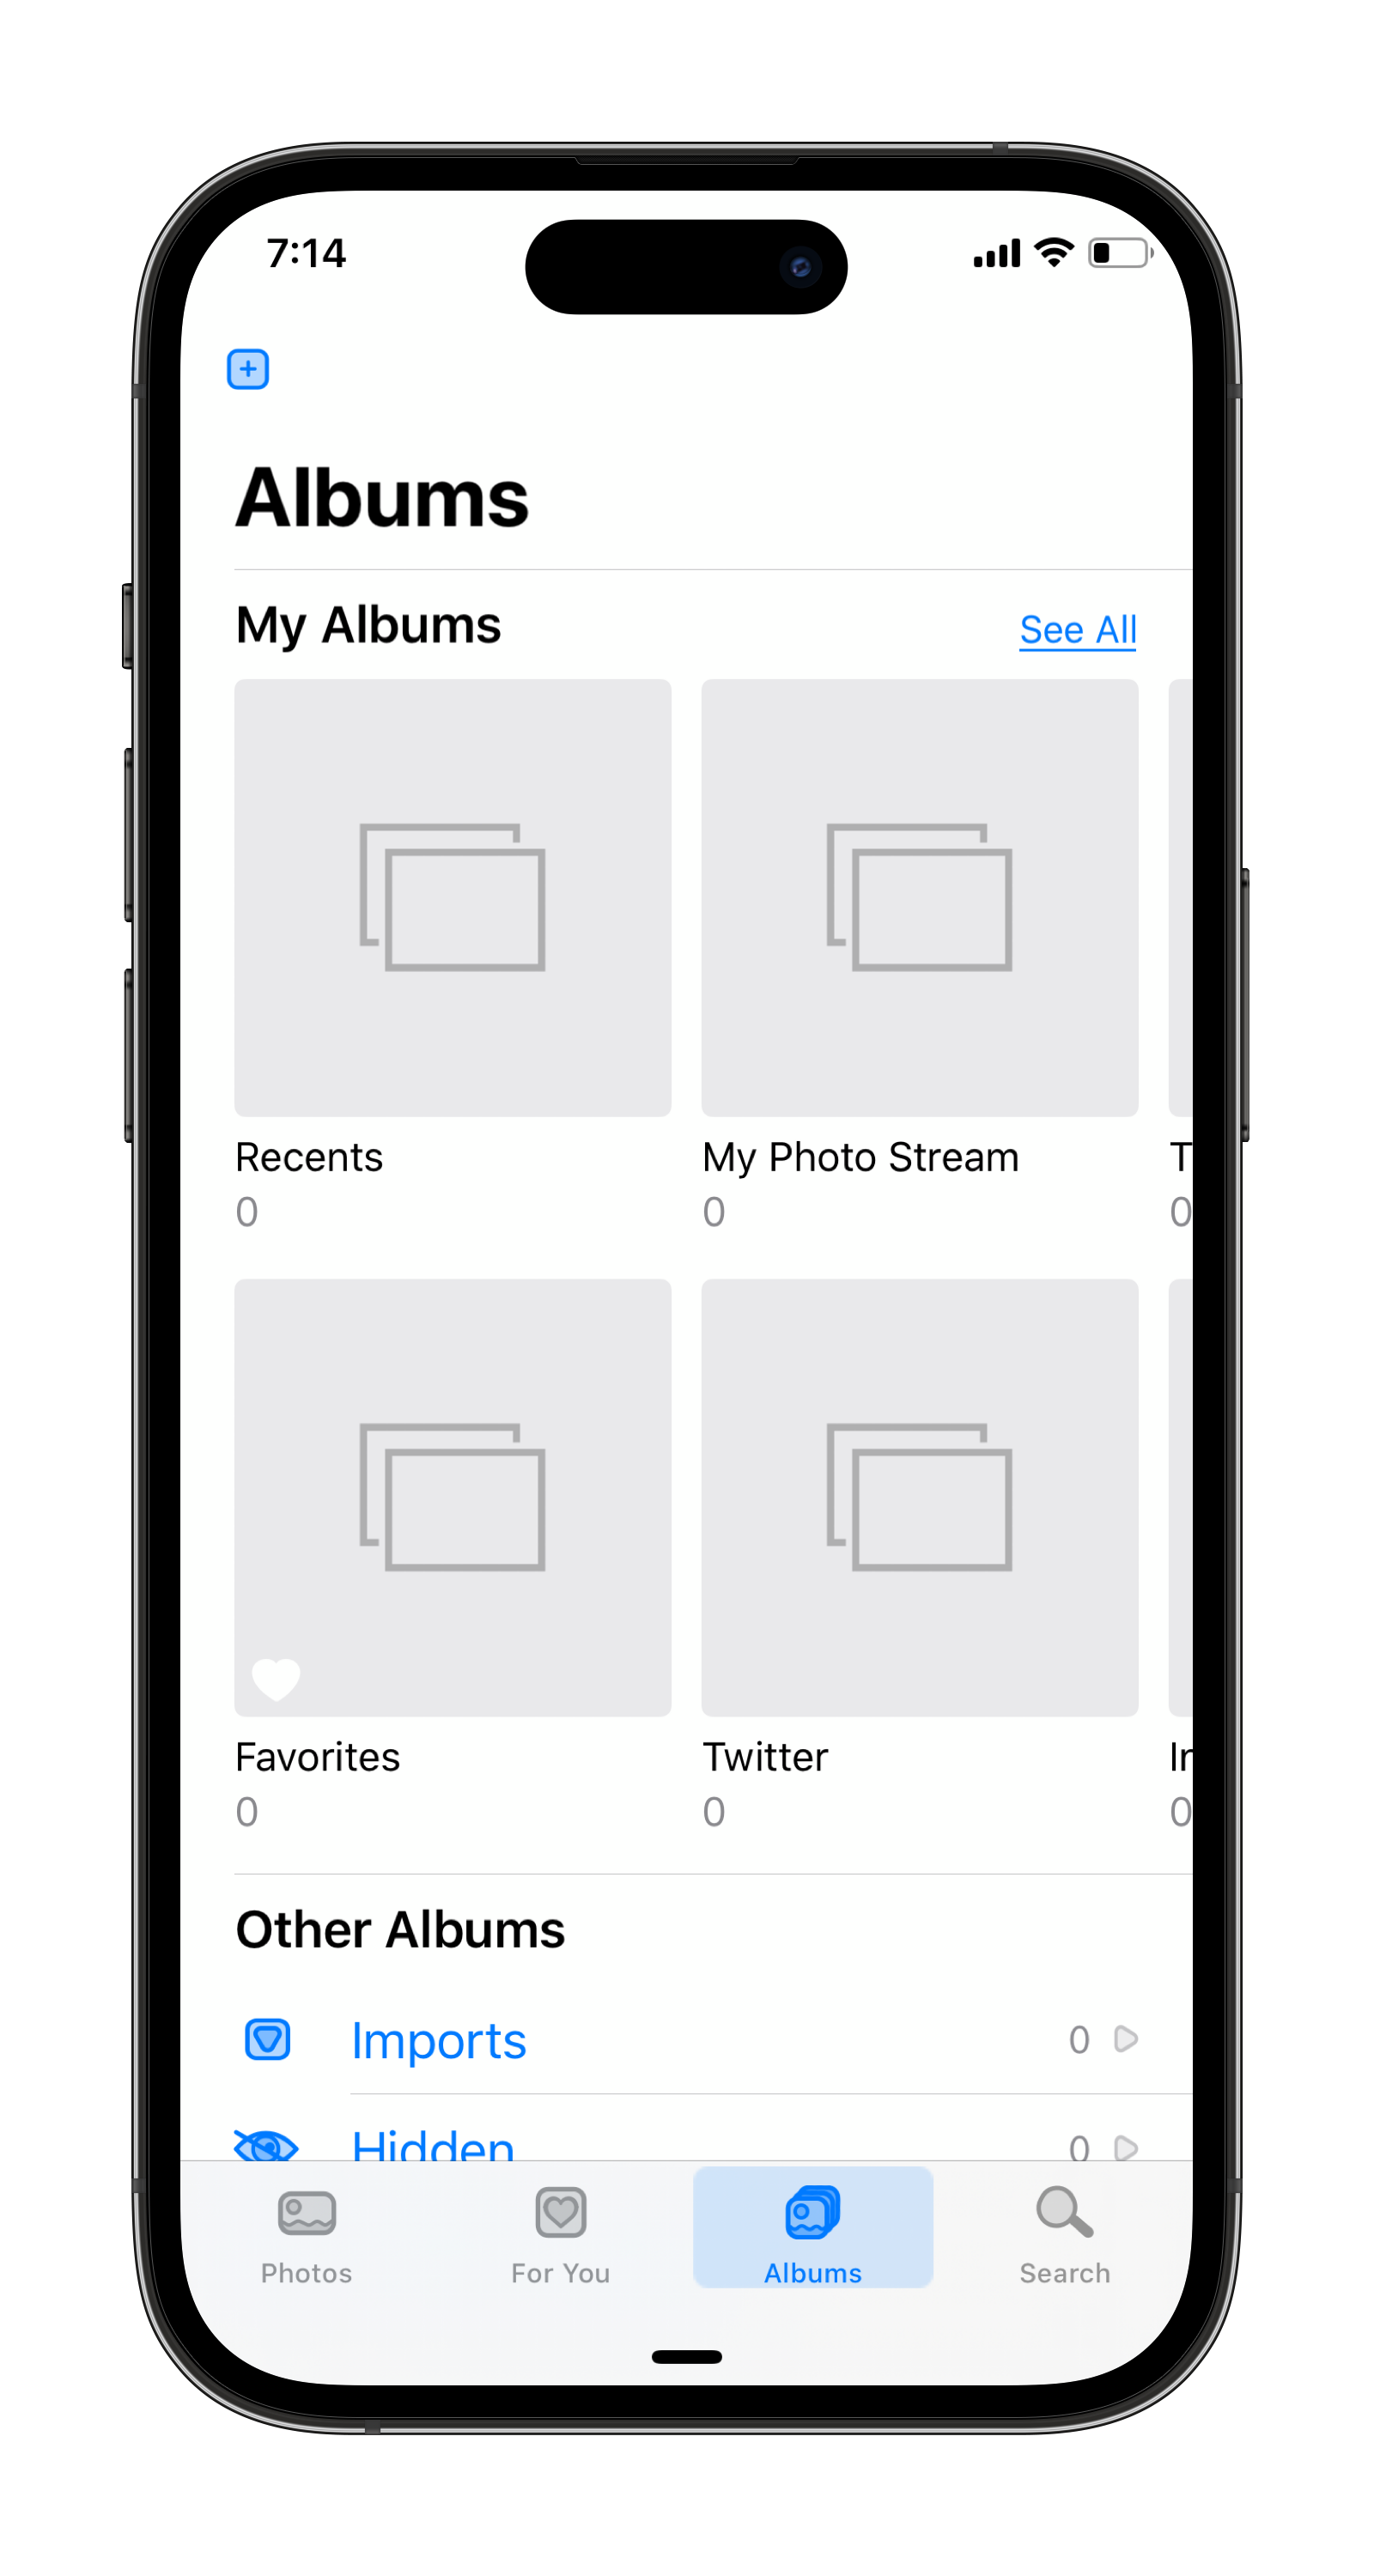 7:14
Albums
My Albums See All
Recents My Photo Stream T
0 0 0
Favorites Twitter
0 0 0
Other Albums
Imports 0
Hidden 0
Photos For You Albums Search